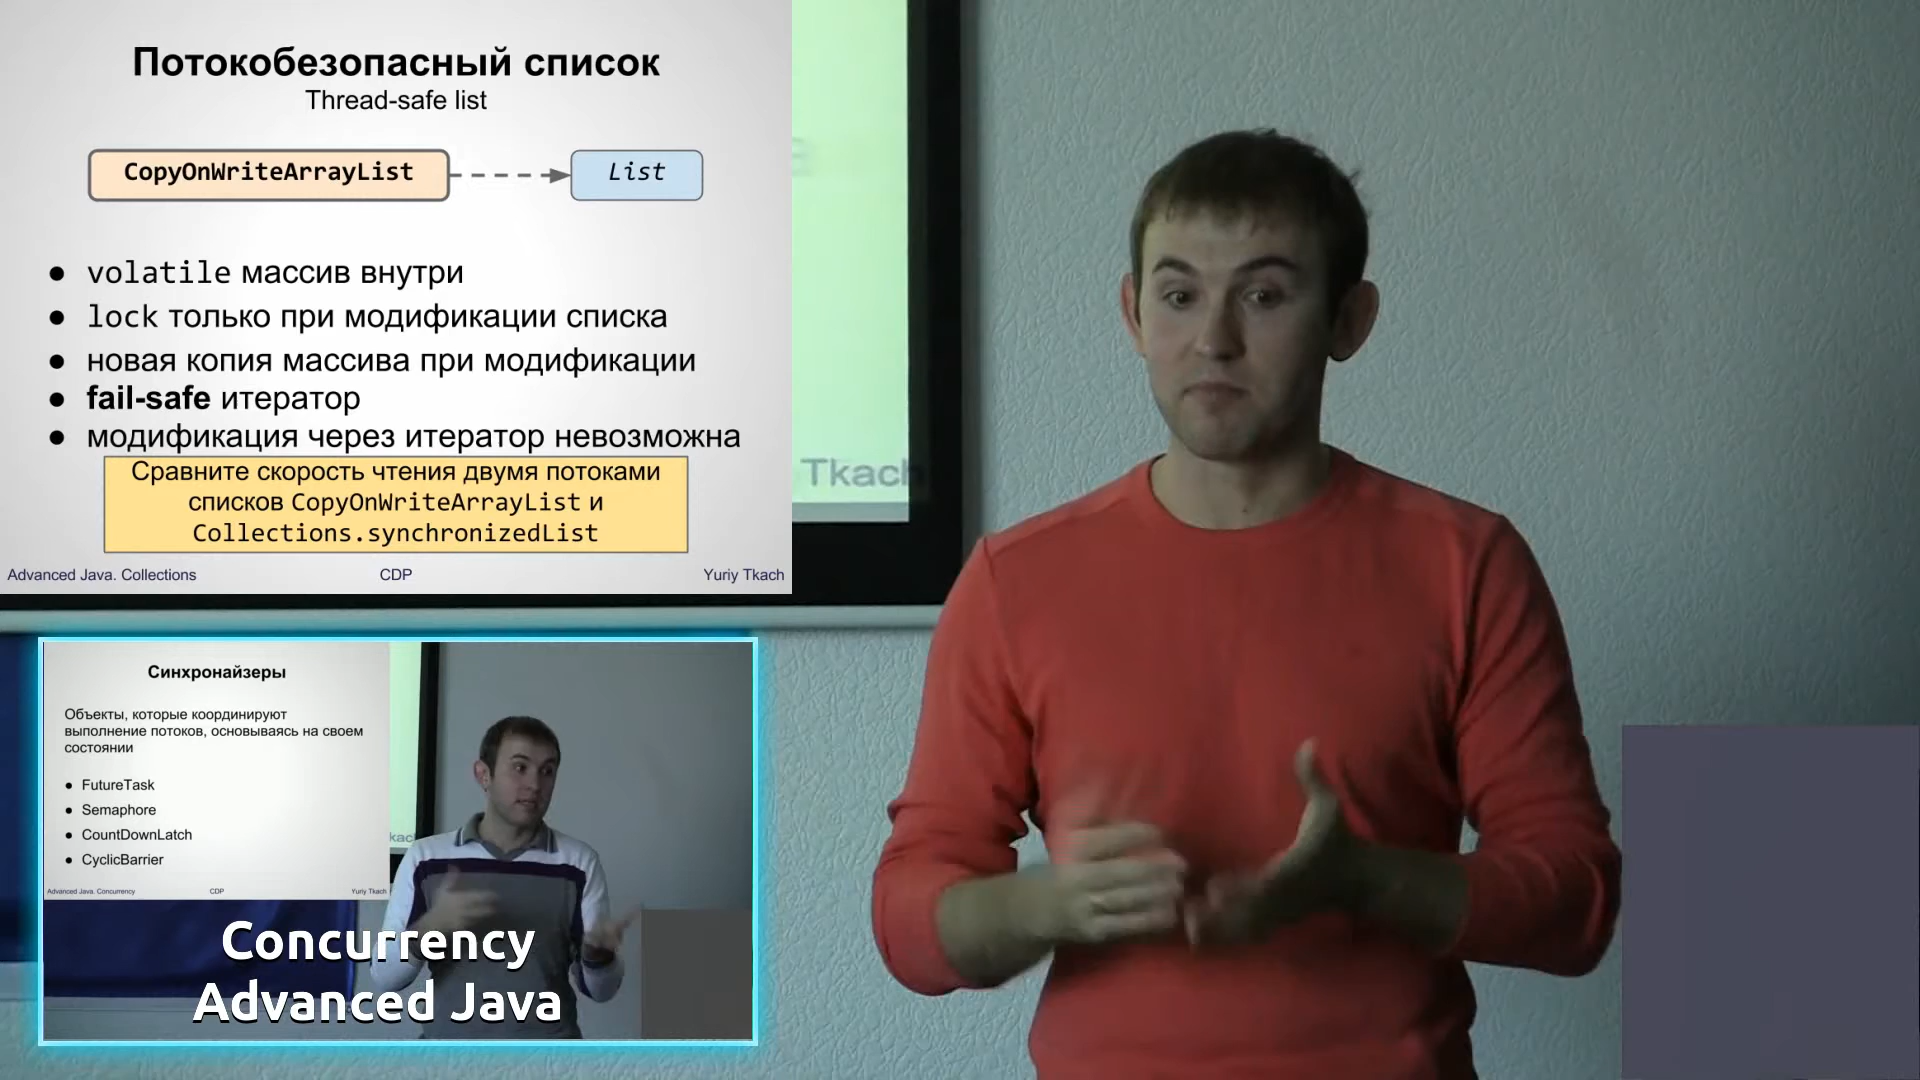 Потокобезопасный список
Thread-safe list
CopyOnWriteArrayList
List
● volatile массив внутри
● lock только при модификации списка
● новая копия массива при модификации
● fail-safe итератор
● модификация через итератор невозможна
Сравните скорость чтения двумя потоками
списков CopyOnWriteArrayList и
Collections.synchronizedList
Advanced Java. Collections
CDP
Yuriy Tkach
Tkach
Синхронайзеры
Объекты, которые координируют
выполнение потоков, основываясь на своем
состоянии
● FutureTask
● Semaphore
● CountDownLatch
● CyclicBarrier
Advanced Java. Concurrency
CDP
Yuriy Tkach
Concurrency
Advanced Java